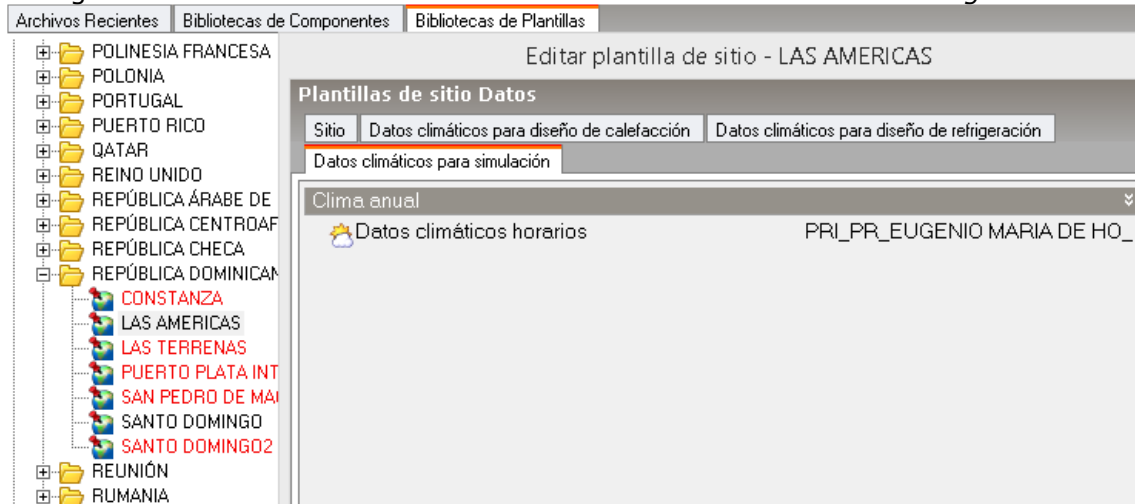 Archivos Recientes Bibliotecas de Componentes Bibliotecas de Plantillas
POLINESIA FRANCESA
POLONIA
PORTUGAL
PUERTO RICO
QATAR
REINO UNIDO
REPÚBLICA ÁRABE DE
REPÚBLICA CENTROAF
REPÚBLICA CHECA
REPÚBLICA DOMINICAN
CONSTANZA
LAS AMERICAS
LAS TERRENAS
PUERTO PLATA INT
SAN PEDRO DE MA
SANTO DOMINGO
SANTO DOMINGO2
REUNIÓN
RUMANIA
Editar plantilla de sitio - LAS AMERICAS
Plantillas de sitio Datos
Sitio Datos climáticos para diseño de calefacción Datos climáticos para diseño de refrigeración
Datos climáticos para simulación
Clima anual
Datos climáticos horarios PRI_PR_EUGENIO MARIA DE HO_